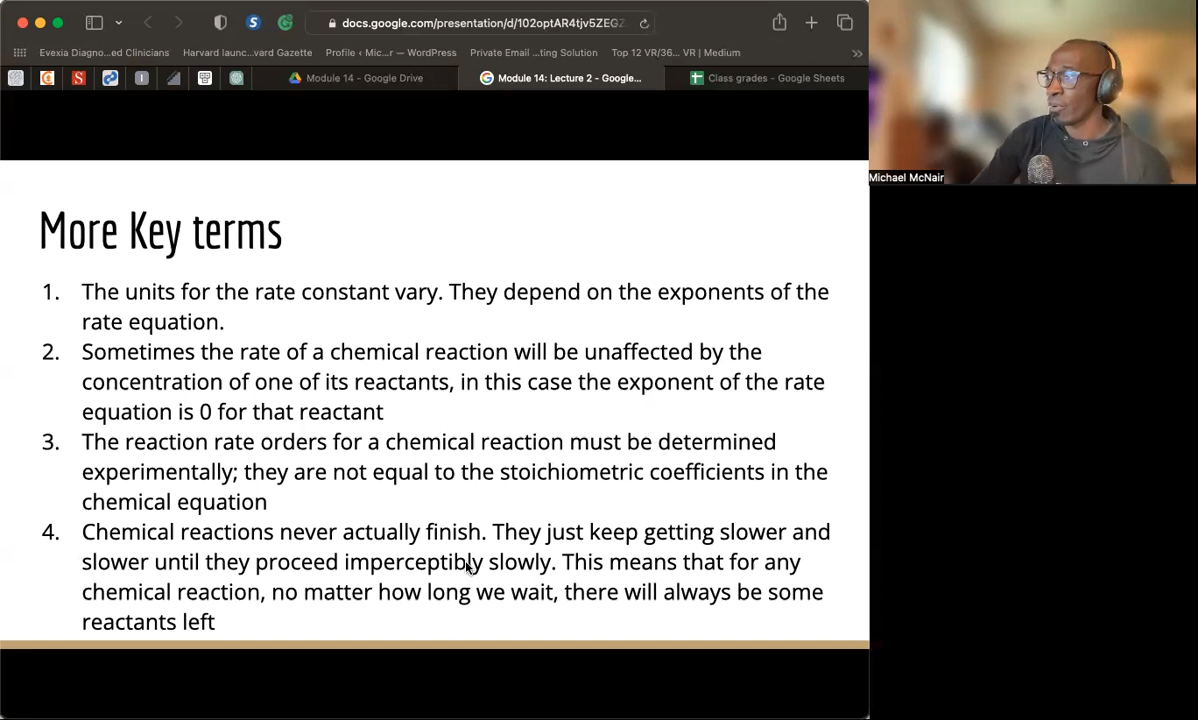 docs.google.com/presentation/d/102optAR4tjv5ZEGZ
Evexia Diagno...ed Clinicians Harvard launc...vard Gazette Profile ‹ Mic...r — WordPress Private Email ...ting Solution Top 12 VR/36... VR | Medium
Module 14 - Google Drive Module 14: Lecture 2 - Google... Class grades - Google Sheets
Michael McNair
More Key terms
1. The units for the rate constant vary. They depend on the exponents of the
rate equation.
2. Sometimes the rate of a chemical reaction will be unaffected by the
concentration of one of its reactants, in this case the exponent of the rate
equation is 0 for that reactant
3. The reaction rate orders for a chemical reaction must be determined
experimentally; they are not equal to the stoichiometric coefficients in the
chemical equation
4. Chemical reactions never actually finish. They just keep getting slower and
slower until they proceed imperceptibly slowly. This means that for any
chemical reaction, no matter how long we wait, there will always be some
reactants left